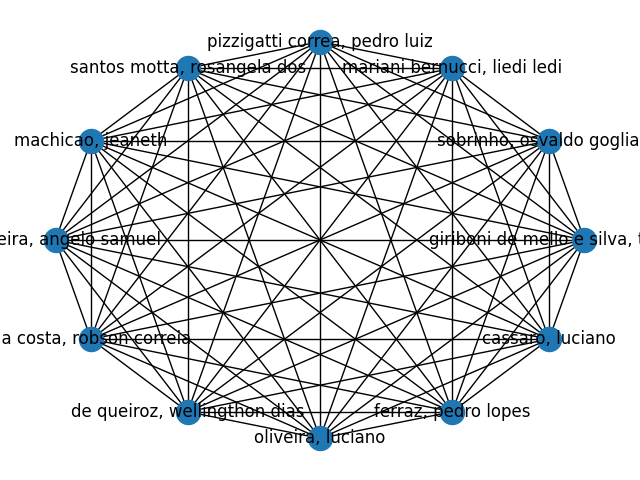 pizzigatti correa, pedro luiz
santos motta, rosangela dos
mariani bernucci, liedi ledi
machicao, jeaneth
sobrinho, osvaldo goglia
eira, angelo samuel
giriboni de mello e silva, t
a costa, robson correia
cassaro, luciano
de queiroz, wellingthon dias
ferraz, pedro lopes
oliveira, luciano